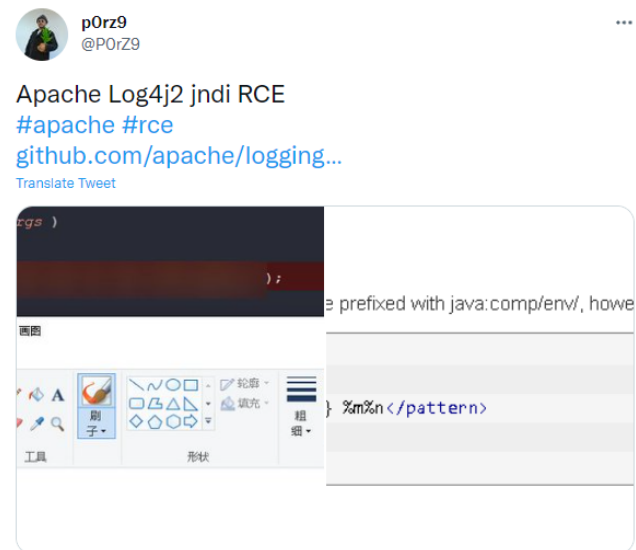 p0rz9
@P0rZ9
Apache Log4j2 jndi RCE
#apache #rce
github.com/apache/logging...
Translate Tweet
rgs )
);
画图
A
刷
子
工具
形状
轮廓
填充
粗
细
e prefixed with java:comp/env/, howe
} %m%n</pattern>